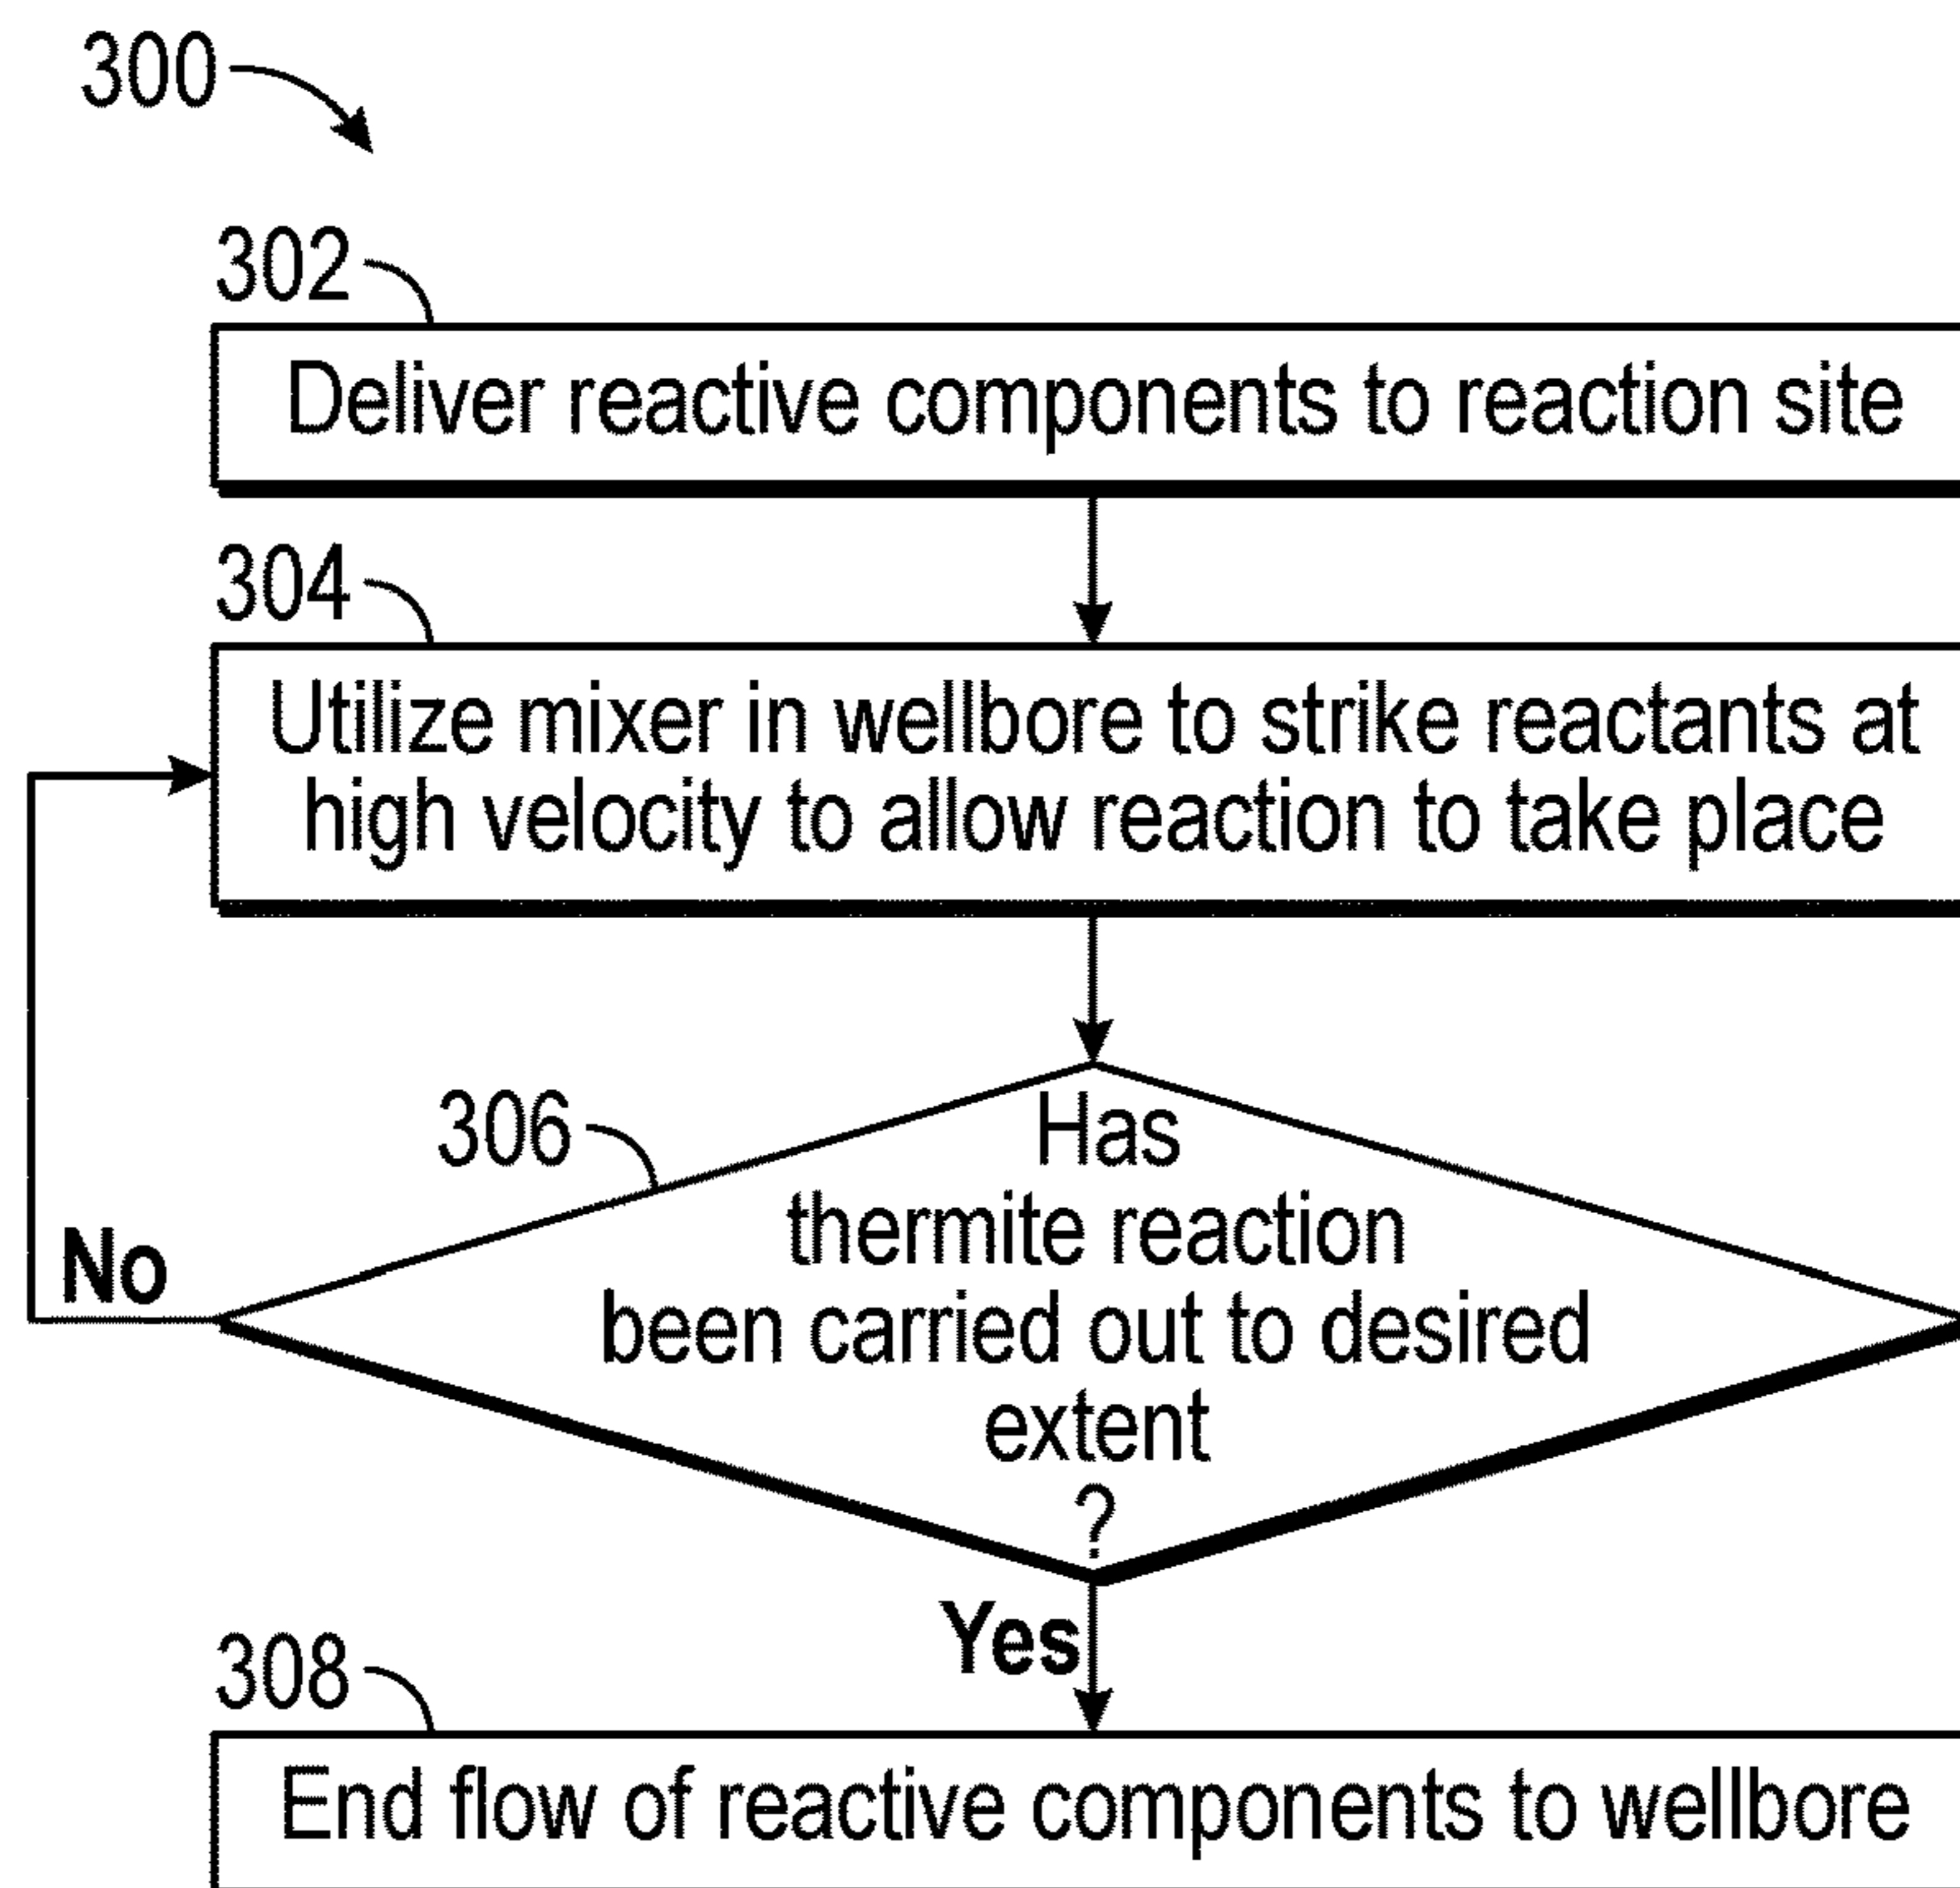 300
302
Deliver reactive components to reaction site
304
Utilize mixer in wellbore to strike reactants at
high velocity to allow reaction to take place
306
Has
thermite reaction
been carried out to desired
extent
?
No
Yes
308
End flow of reactive components to wellbore